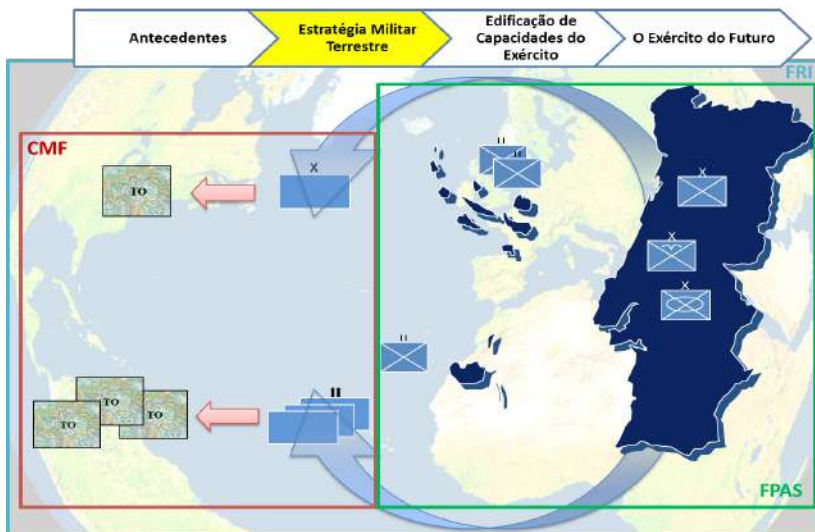 Antecedentes
Estratégia Militar
Terrestre
Edificação de
Capacidades do
Exército
O Exército do Futuro
FRI
CMF
TO
X
II
II
X
X
X
II
TO
TO
TO
II
FPAS